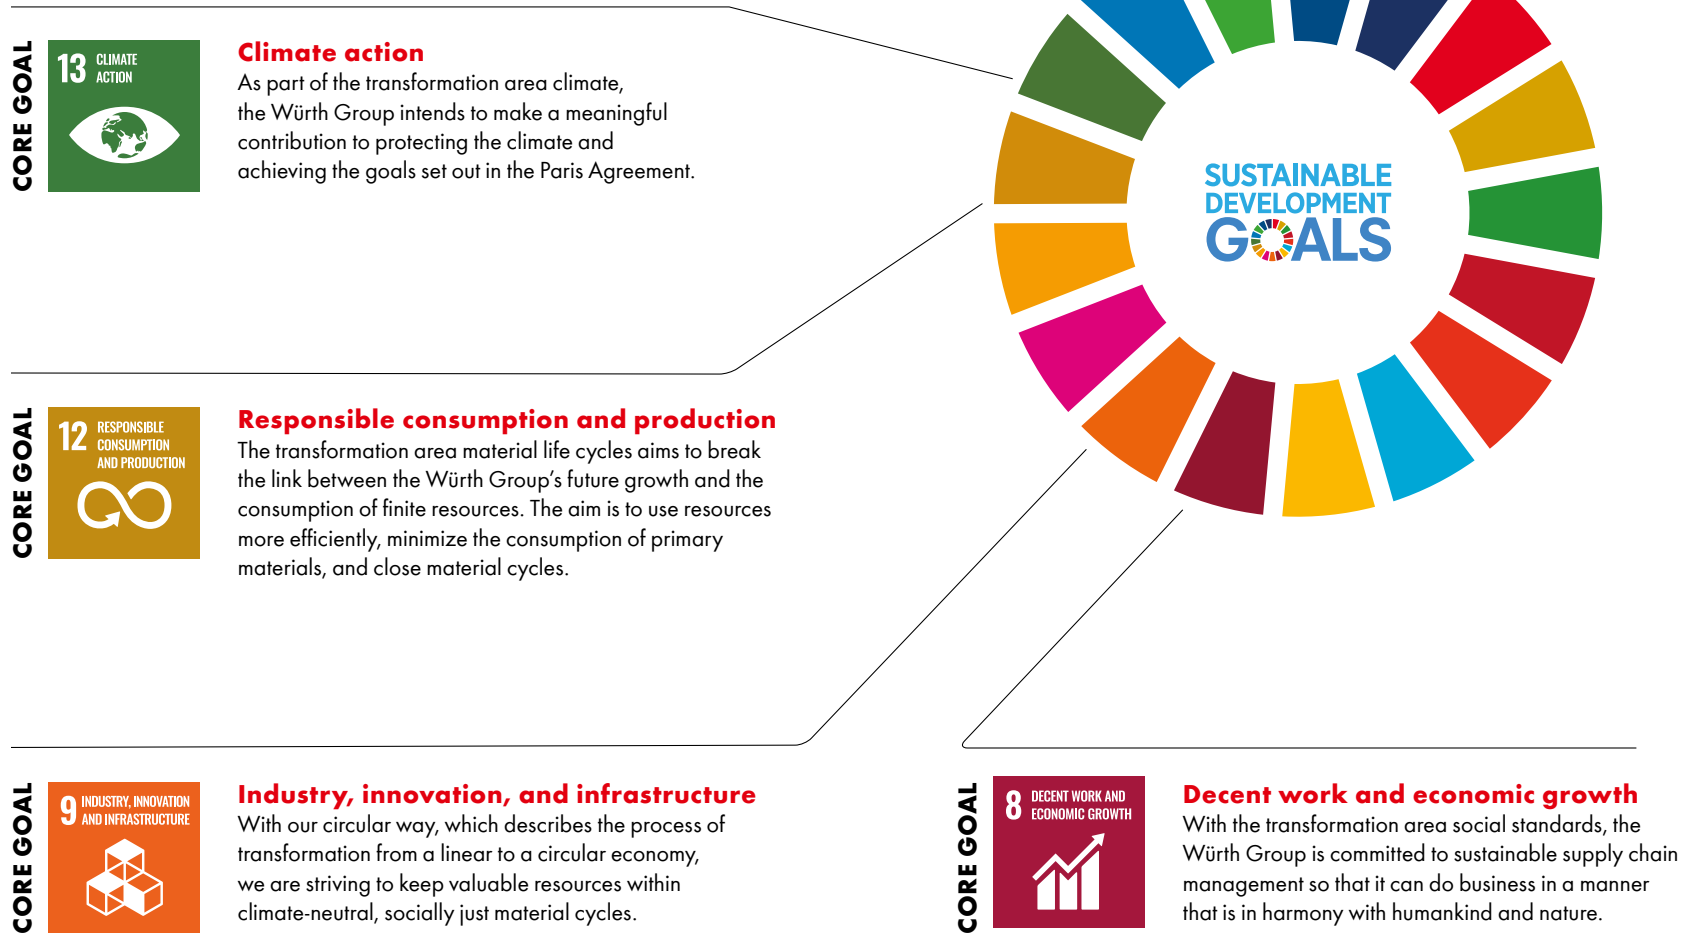 CORE GOAL
13 CLIMATE
ACTION
Climate action
As part of the transformation area climate,
the Würth Group intends to make a meaningful
contribution to protecting the climate and
achieving the goals set out in the Paris Agreement.
SUSTAINABLE
DEVELOPMENT
GOALS
CORE GOAL
12 RESPONSIBLE
CONSUMPTION
AND PRODUCTION
Responsible consumption and production
The transformation area material life cycles aims to break
the link between the Würth Group’s future growth and the
consumption of finite resources. The aim is to use resources
more efficiently, minimize the consumption of primary
materials, and close material cycles.
CORE GOAL
9 INDUSTRY, INNOVATION
AND INFRASTRUCTURE
Industry, innovation, and infrastructure
With our circular way, which describes the process of
transformation from a linear to a circular economy,
we are striving to keep valuable resources within
climate-neutral, socially just material cycles.
CORE GOAL
8 DECENT WORK AND
ECONOMIC GROWTH
Decent work and economic growth
With the transformation area social standards, the
Würth Group is committed to sustainable supply chain
management so that it can do business in a manner
that is in harmony with humankind and nature.